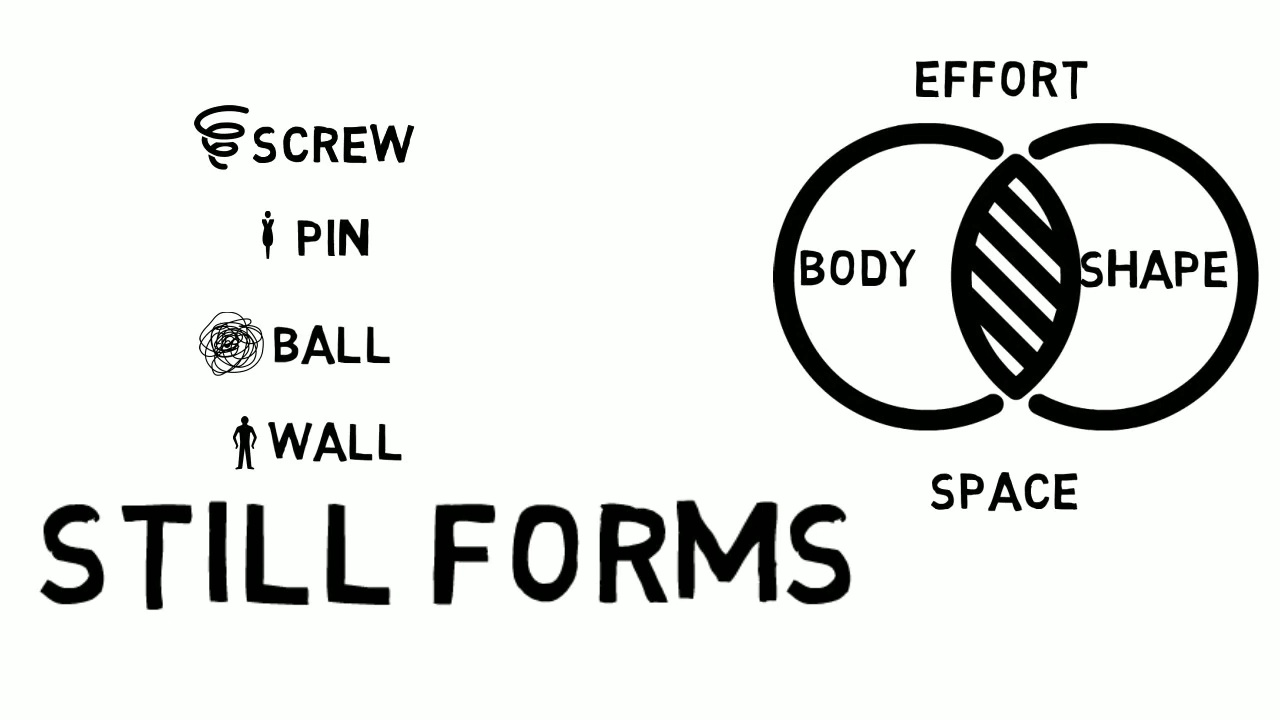 SCREW
PIN
BALL
WALL
STILL FORMS
EFFORT
BODY
SHAPE
SPACE